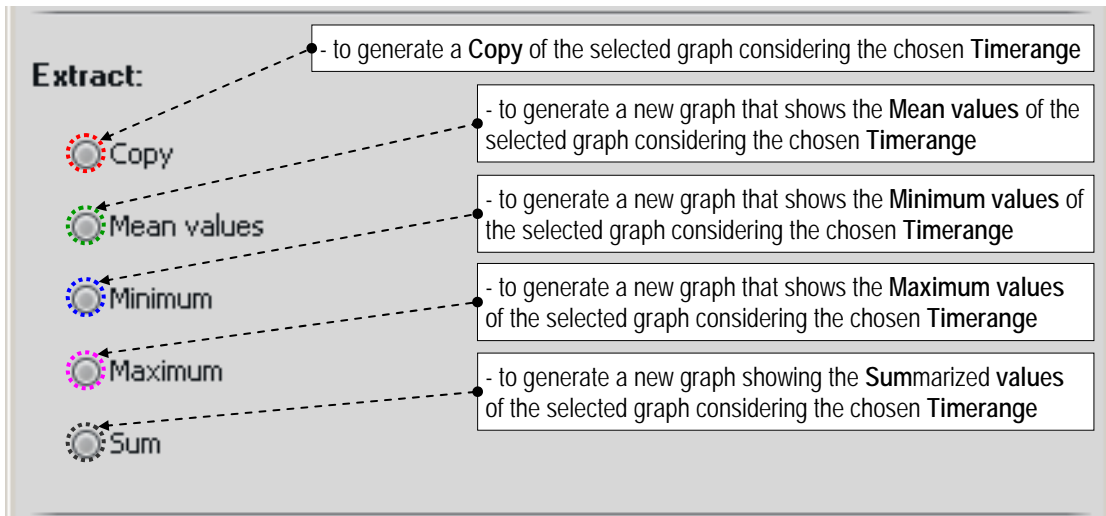 - to generate a Copy of the selected graph considering the chosen Timerange
Extract:
- to generate a new graph that shows the Mean values of the
selected graph considering the chosen Timerange
Copy
- to generate a new graph that shows the Minimum values of
the selected graph considering the chosen Timerange
Mean values
- to generate a new graph that shows the Maximum values
of the selected graph considering the chosen Timerange
Minimum
- to generate a new graph showing the Summarized values
of the selected graph considering the chosen Timerange
Maximum
Sum